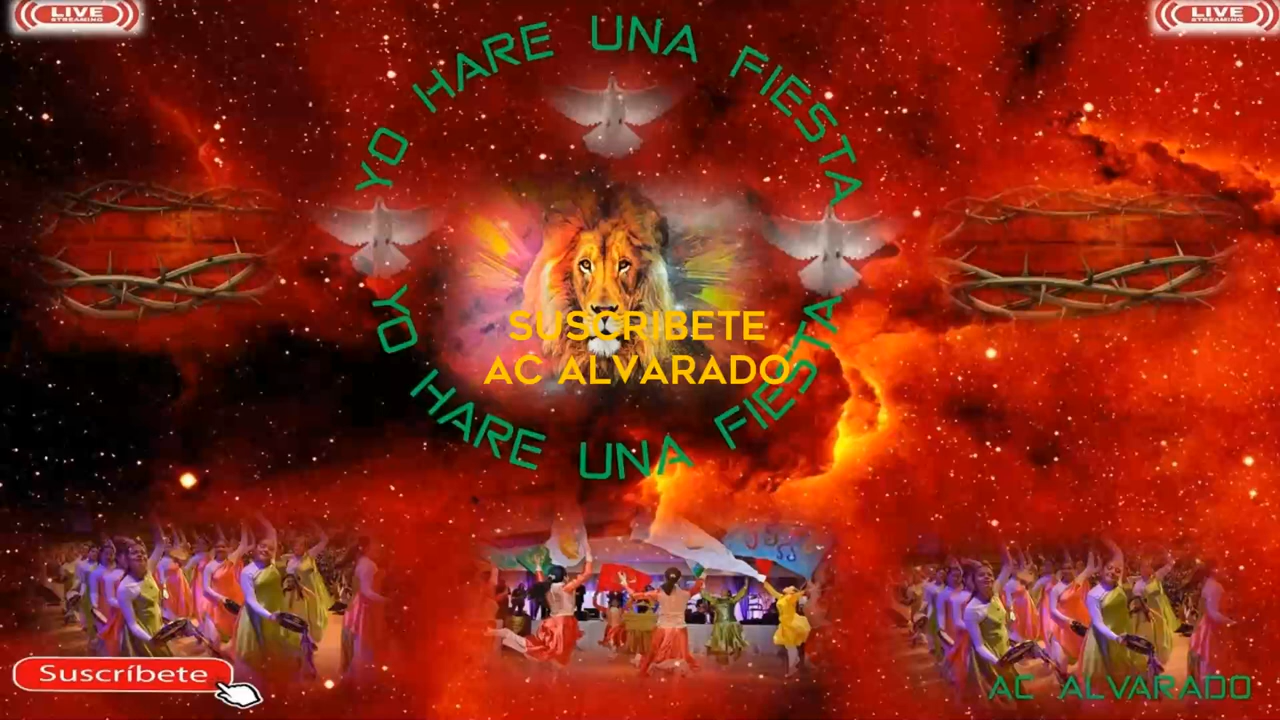 LIVE
STREAMING
LIVE
STREAMING
YO HARE UNA FIESTA
SUSCRIBETE
AC ALVARADO
YO HARE UNA FIESTA
Suscríbete
AC ALVARADO